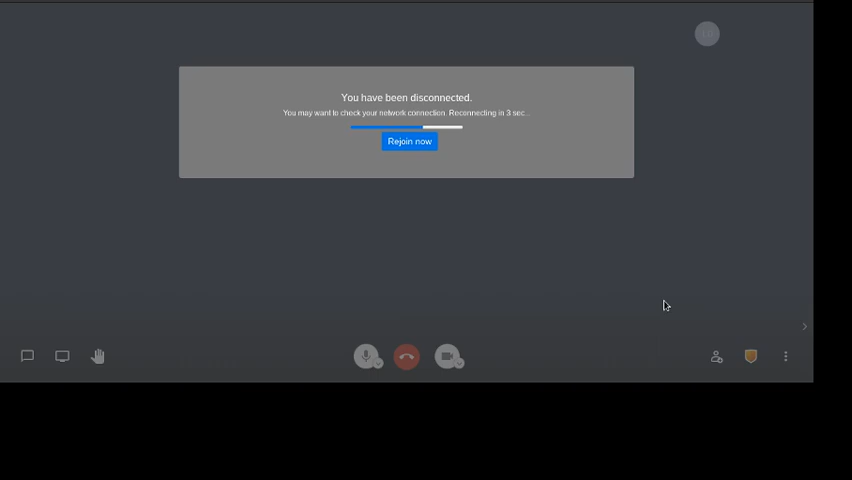 You have been disconnected.
You may want to check your network connection. Reconnecting in 3 sec...
Rejoin now